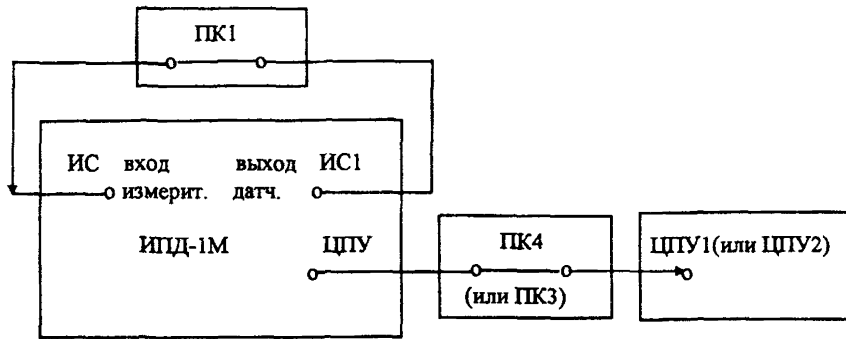 ПК1
ИС вход выход ИС1
измерит. датч.
ИПД-1М ЦПУ
ПК4
(или ПК3)
ЦПУ1(или ЦПУ2)